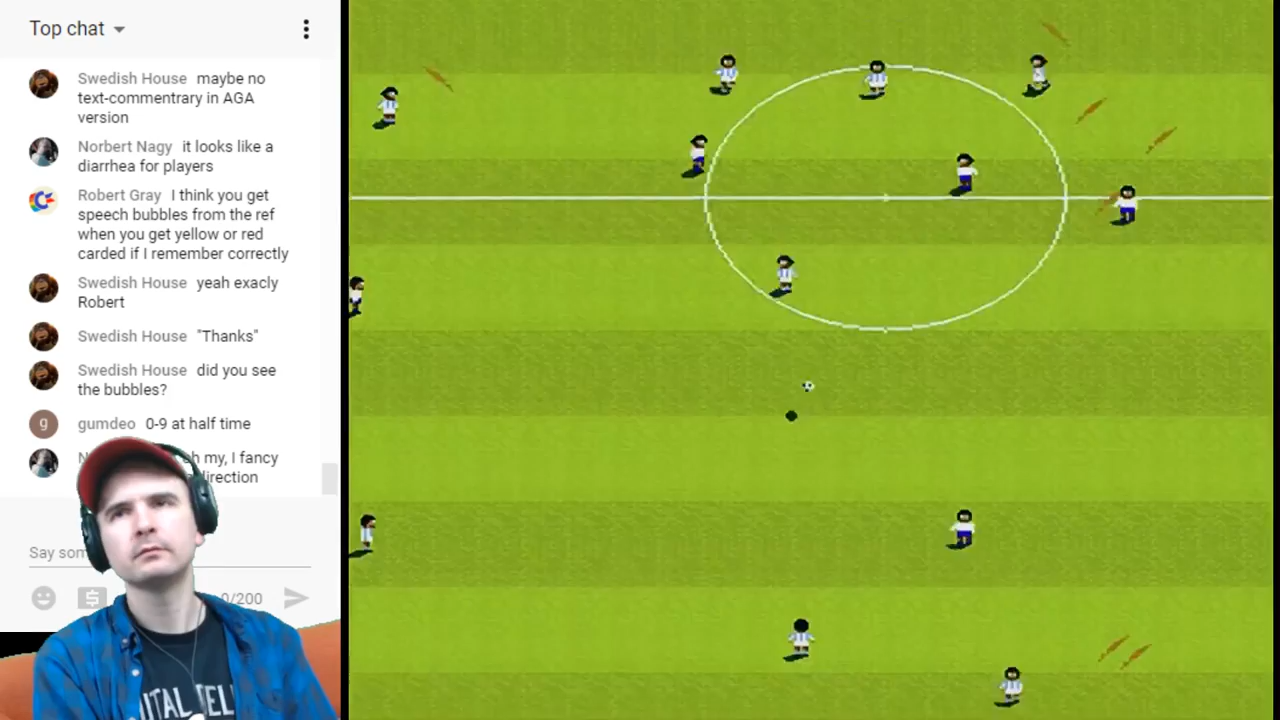 Top chat
Swedish House maybe no
text-commentrary in AGA
version
Norbert Nagy it looks like a
diarrhea for players
Robert Gray I think you get
speech bubbles from the ref
when you get yellow or red
carded if I remember correctly
Swedish House yeah exacly
Robert
Swedish House "Thanks"
Swedish House did you see
the bubbles?
g gumdeo 0-9 at half time
my, I fancy
direction
Say
0/200